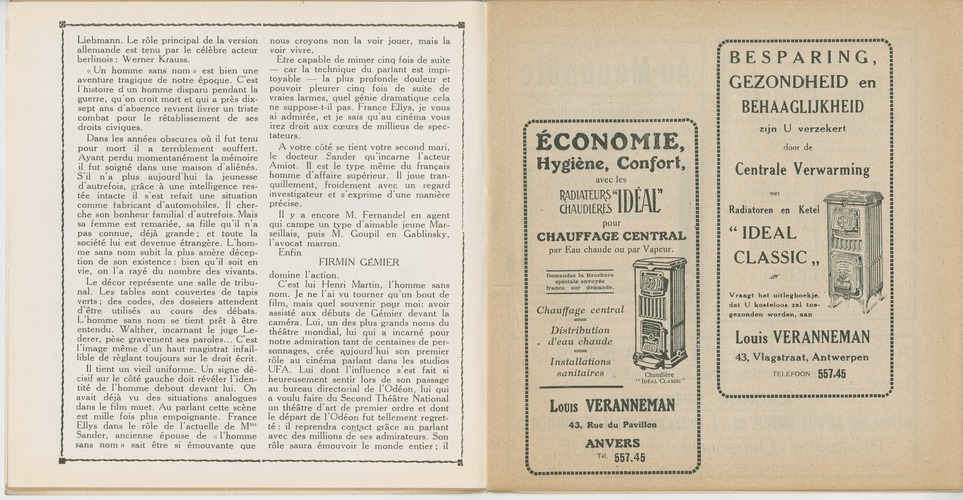 Liebmann. Le rôle principal de la version
allemande est tenu par le célèbre acteur
berlinois : Werner Krauss.
« Un homme sans nom » est bien une
aventure tragique de notre époque. C'est
l'histoire d'un homme disparu pendant la
guerre, qu'on croit mort et qui a près dix-
sept ans d'absence revient livrer un triste
combat pour le rétablissement de ses
droits civiques.
Dans les années obscures où il fut tenu
pour mort il a terriblement souffert.
Ayant perdu momentanément la mémoire
il fut soigné dans une maison d'aliénés.
S'il n'a plus aujourd'hui la jeunesse
d'autrefois, grâce à une intelligence res-
tée intacte il s'est refait une situation
comme fabricant d'automobiles. Il cher-
che son bonheur familial d'autrefois. Mais
sa femme est remariée, sa fille qu'il n'a
pas connue, déjà grande ; et toute la
société lui est devenue étrangère. L'hom-
me sans nom subit la plus amère décep-
tion de son existence : bien qu'il soit en
vie, on l'a rayé du nombre des vivants.
Le décor représente une salle de tribu-
nal. Les tables sont couvertes de tapis
verts ; des codes, des dossiers attendent
d'être utilisés au cours des débats.
L'homme sans nom se tient prêt à être
entendu. Walther, incarnant le juge Le-
derer, pèse gravement ses paroles... C'est
l'image même d'un haut magistrat infail-
lible de règlant toujours sur le droit écrit.
Il tient un vieil uniforme. Un signe dé-
cisif sur le côté gauche doit révéler l'iden-
tité de l'homme debout devant lui. On
avait déjà vu des situations analogues
dans le film muet. Au parlant cette scène
est mille fois plus empoignante. France
Ellys dans le rôle de l'actuelle de Mme
Sander, ancienne épouse de « l'homme
sans nom » sait être si émouvante que
nous croyons non la voir jouer, mais la
voir vivre.
Etre capable de mimer cinq fois de suite
— car la technique du parlant est impi-
toyable — la plus profonde douleur et
pouvoir pleurer cinq fois de suite de
vraies larmes, quel génie dramatique cela
ne suppose-t-il pas. France Ellys, je vous
ai admirée, et je sais qu'au cinéma vous
irez droit aux cœurs de millieus de spec-
tateurs.
A votre côté se tient votre second mari,
le docteur Sander qu'incarne l'acteur
Amiot. Il est le type même du français
homme d'affaire supérieur. Il joue tran-
quillement, froidement avec un regard
investigateur et s'exprime d'une manière
précise.
Il y a encore M. Fernandel en agent
qui campe un type d'aimable jeune Mar-
seillais, puis M. Goupil en Gablinsky,
l'avocat marron.
Enfin
FIRMIN GÉMIER
domine l'action.
C'est lui Henri Martin, l'homme sans
nom. Je ne l'ai vu tourner qu un bout de
film, mais quel souvenir pour moi: avoir
assisté aux débuts de Gémier devant la
caméra. Lui, un des plus grands noms du
théâtre mondial, lui qui a incarné pour
notre admiration tant de centaines de per-
sonnages, crée aujourd'hui son premier
rôle au cinéma parlant dans les studios
UFA. Lui dont l'influence s'est fait si
heureusement sentir lors de son passage
au bureau directorial de l'Odéon, lui qui
a voulu faire du Second Théâtre National
un théâtre d'art de premier ordre et dont
le départ de l'Odéon fut tellement regret-
té : il reprendra contact grâce au parlant
avec des millions de ses admirateurs. Son
rôle saura émouvoir le monde entier ; il
ÉCONOMIE,
Hygiène, Confort,
avec les
RADIATEURS
CHAUDIÈRES "IDÉAL"
pour
CHAUFFAGE CENTRAL
par Eau chaude ou par Vapeur.
Demandez la Brochure
spéciale envoyée
franco sur demande.
Chauffage central
Distribution
d'eau chaude
Installations
sanitaires
Chaudière
"IDÉAL CLASSIC"
LOUIS VERANNEMAN
43, Rue du Pavillon
ANVERS
Tél. 557.45
BESPARING,
GEZONDHEID en
BEHAAGLIJKHEID
zijn U verzekert
door de
Centrale Verwarming
met
Radiatoren en Ketel
“ IDEAL
CLASSIC „
Vraagt het uitlegboekje,
dat U kosteloos zal toe-
gezonden worden, aan
Louis VERANNEMAN
43, Vlagstraat, Antwerpen
TELEFOON 557.45